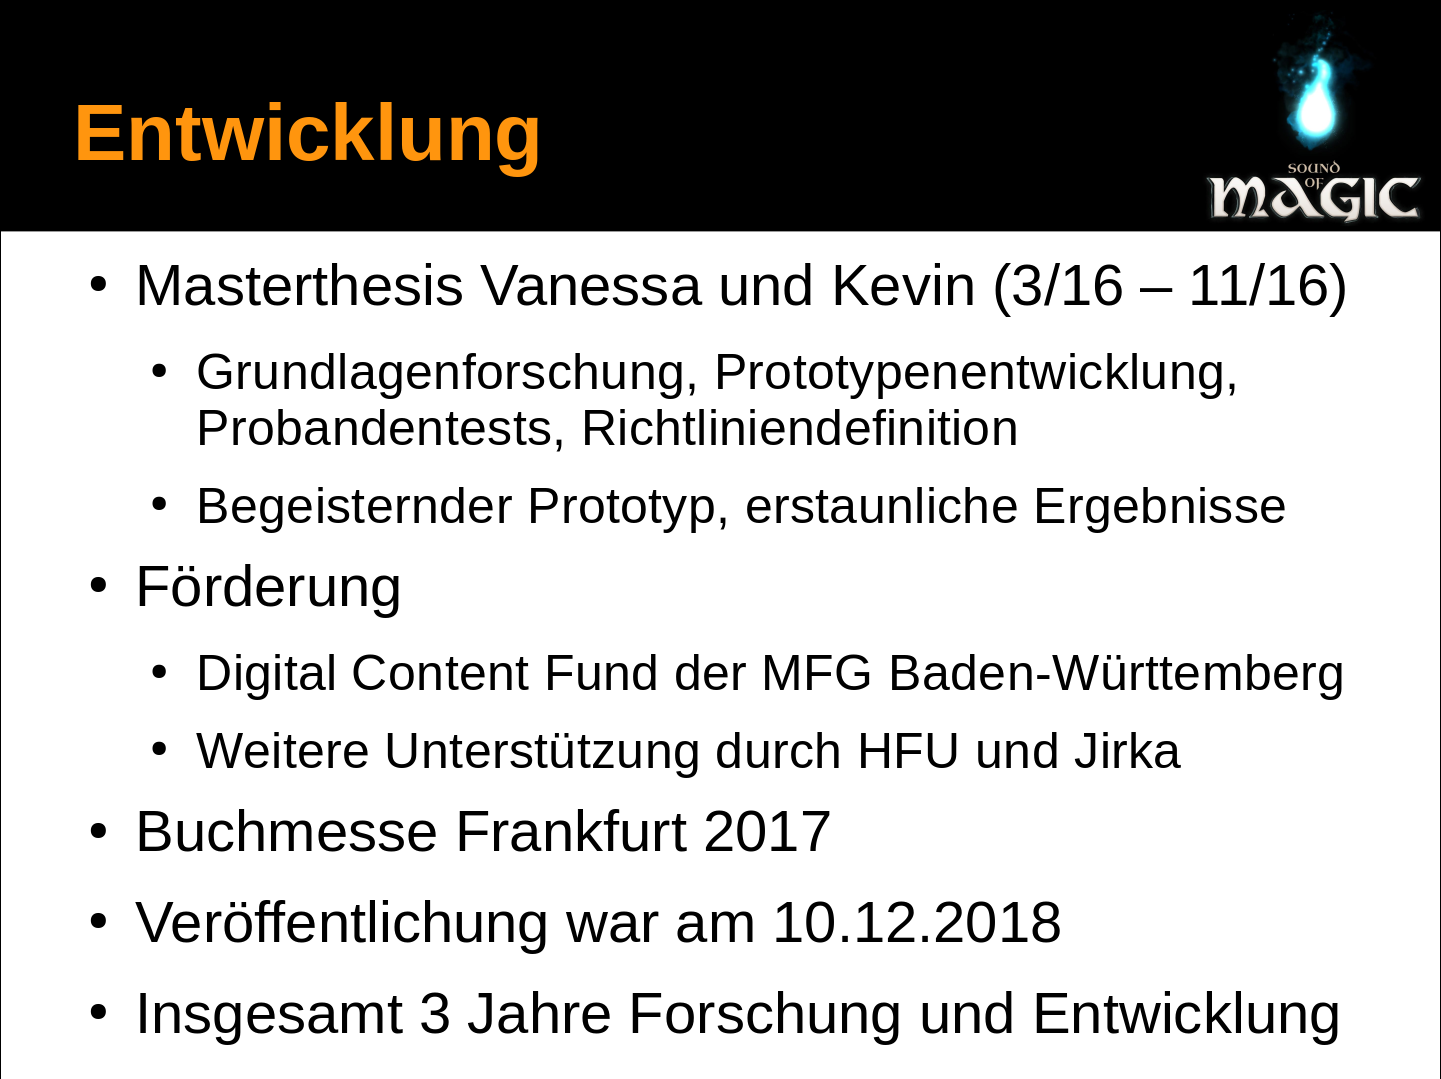 Entwicklung
SOUND
OF
MAGIC
• Masterthesis Vanessa und Kevin (3/16 – 11/16)
• Grundlagenforschung, Prototypenentwicklung,
Probandentests, Richtliniendefinition
• Begeisternder Prototyp, erstaunliche Ergebnisse
• Förderung
• Digital Content Fund der MFG Baden-Württemberg
• Weitere Unterstützung durch HFU und Jirka
• Buchmesse Frankfurt 2017
• Veröffentlichung war am 10.12.2018
• Insgesamt 3 Jahre Forschung und Entwicklung